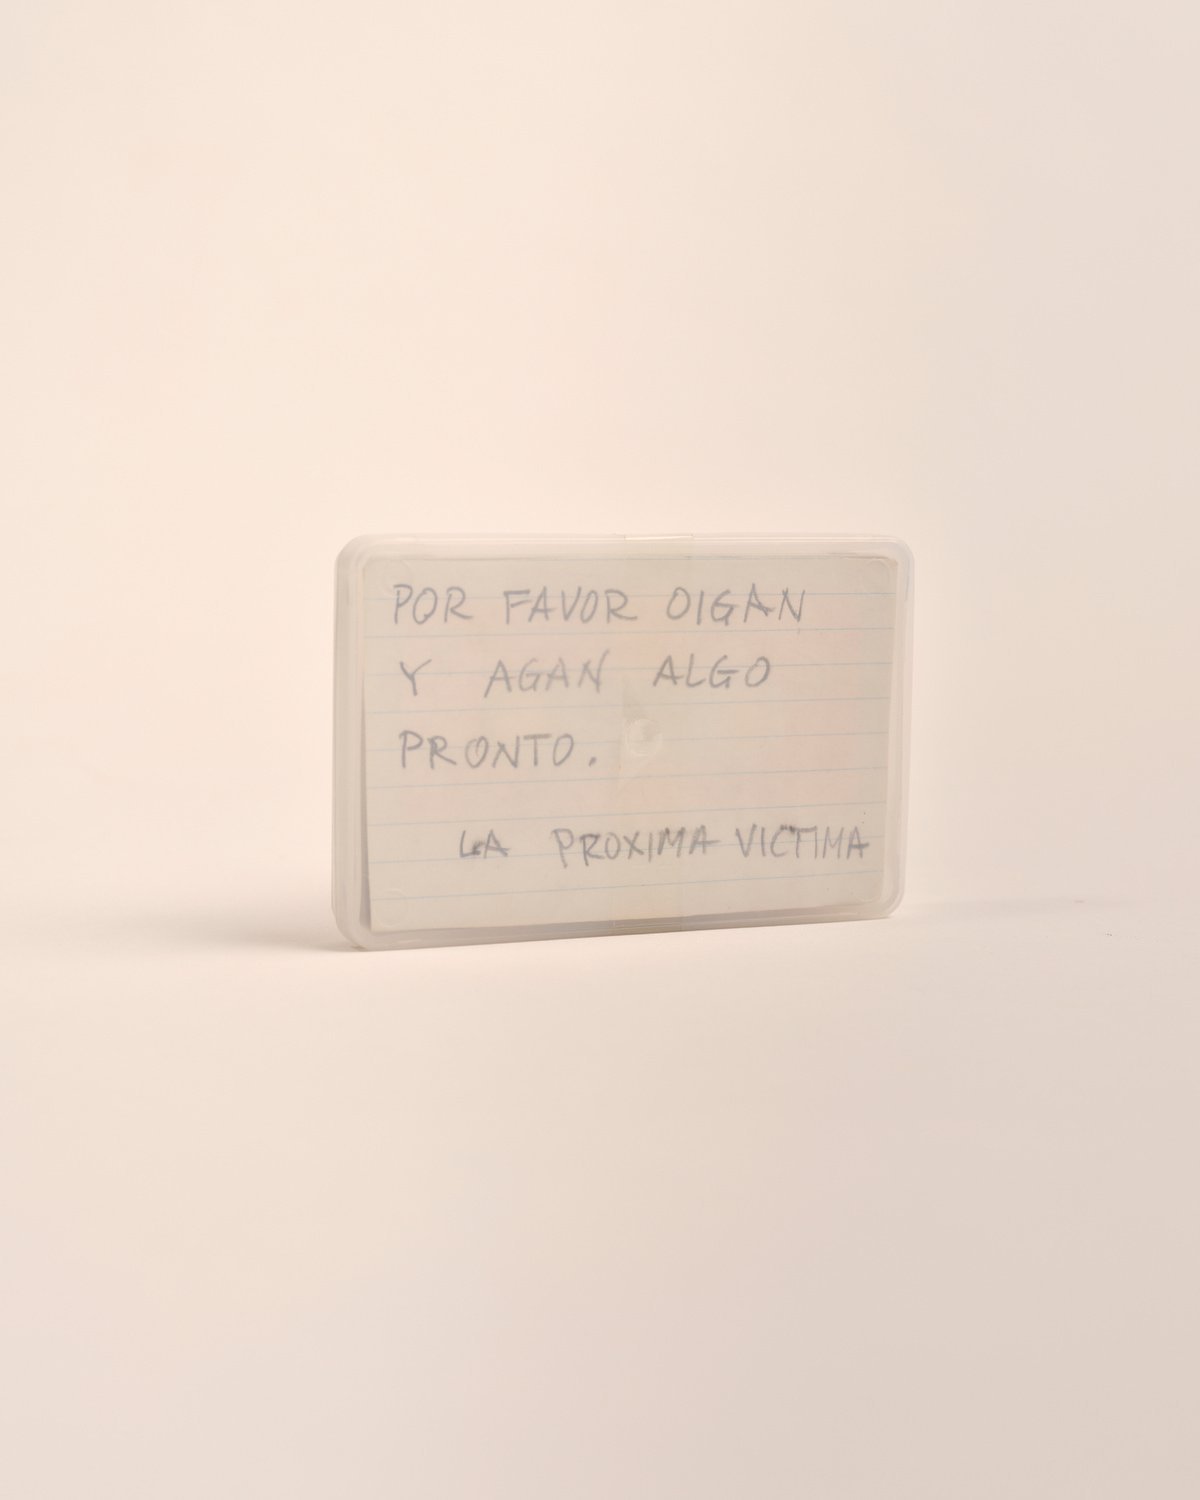 POR FAVOR OIGAN
Y AGAN ALGO
PRONTO.
LA PROXIMA VICTIMA